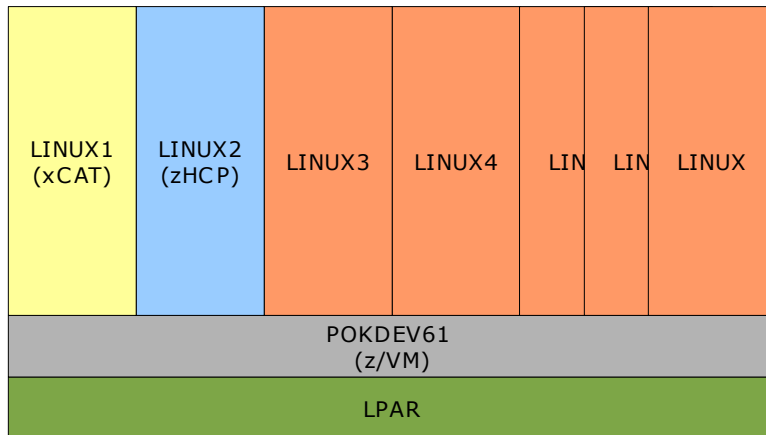 LINUX1
(xCAT)
LINUX2
(zHCP)
LINUX3
LINUX4
LIN
LIN
LINUX
POKDEV61
(z/VM)
LPAR